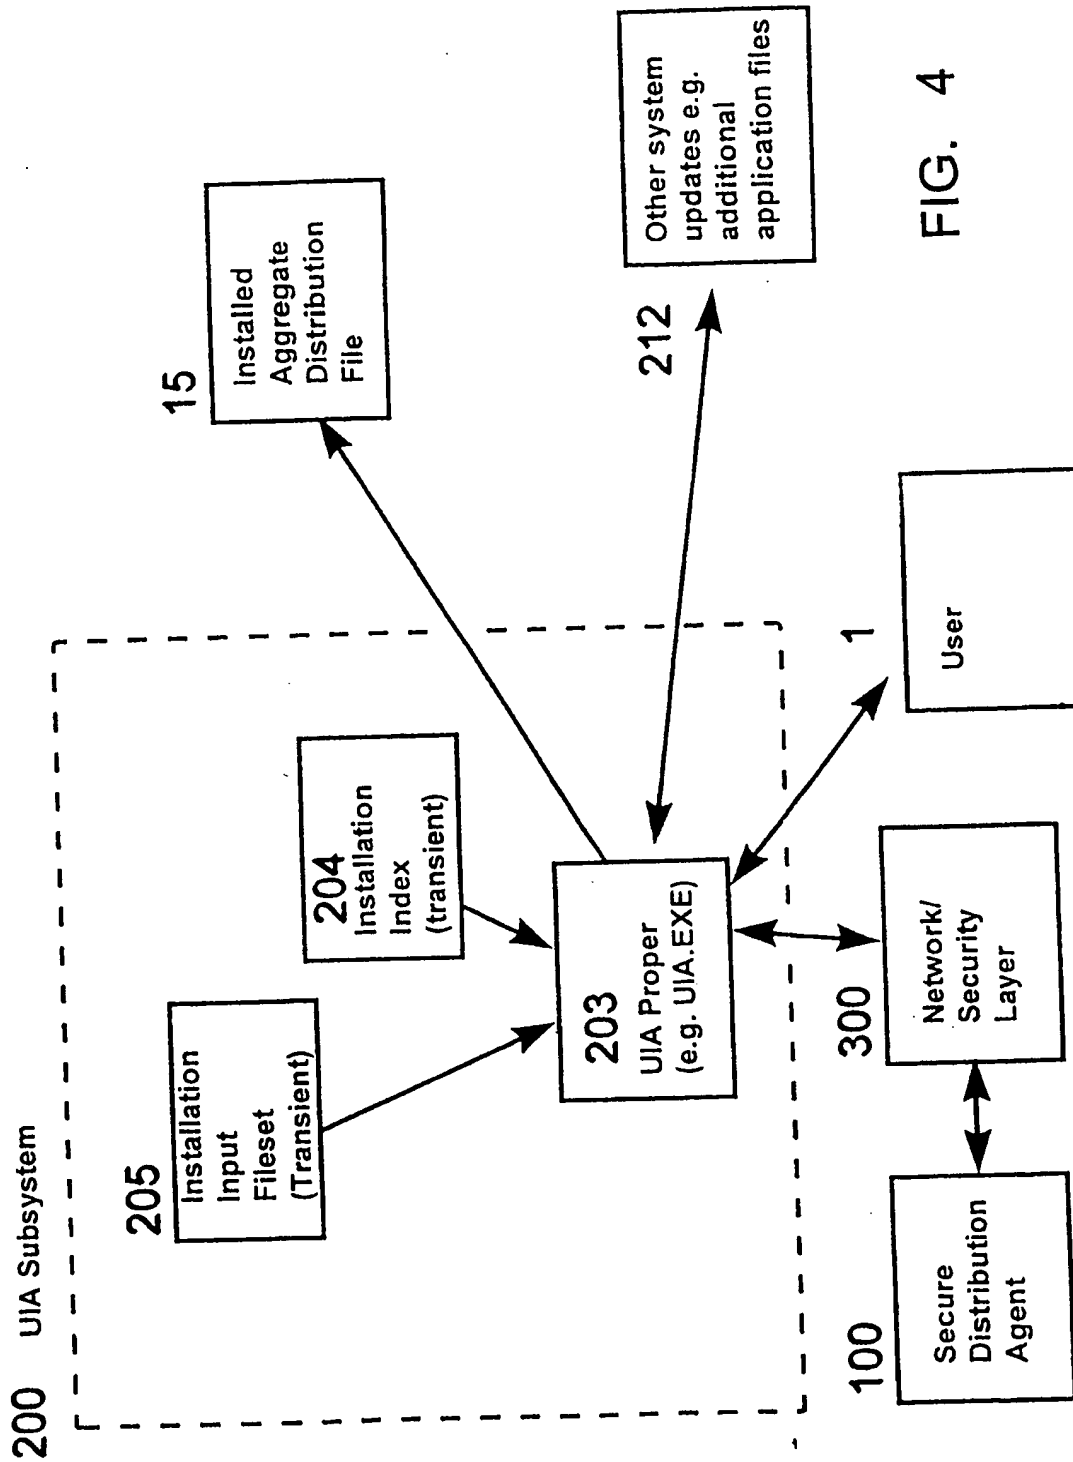 200 UIA Subsystem
205
Installation
Input
Fileset
(Transient)
204
Installation
Index
(transient)
15
Installed
Aggregate
Distribution
File
203
UIA Proper
(e.g. UIA.EXE)
212
Other system
updates e.g.
additional
application files
100
Secure
Distribution
Agent
300
Network/
Security
Layer
1
User
FIG. 4